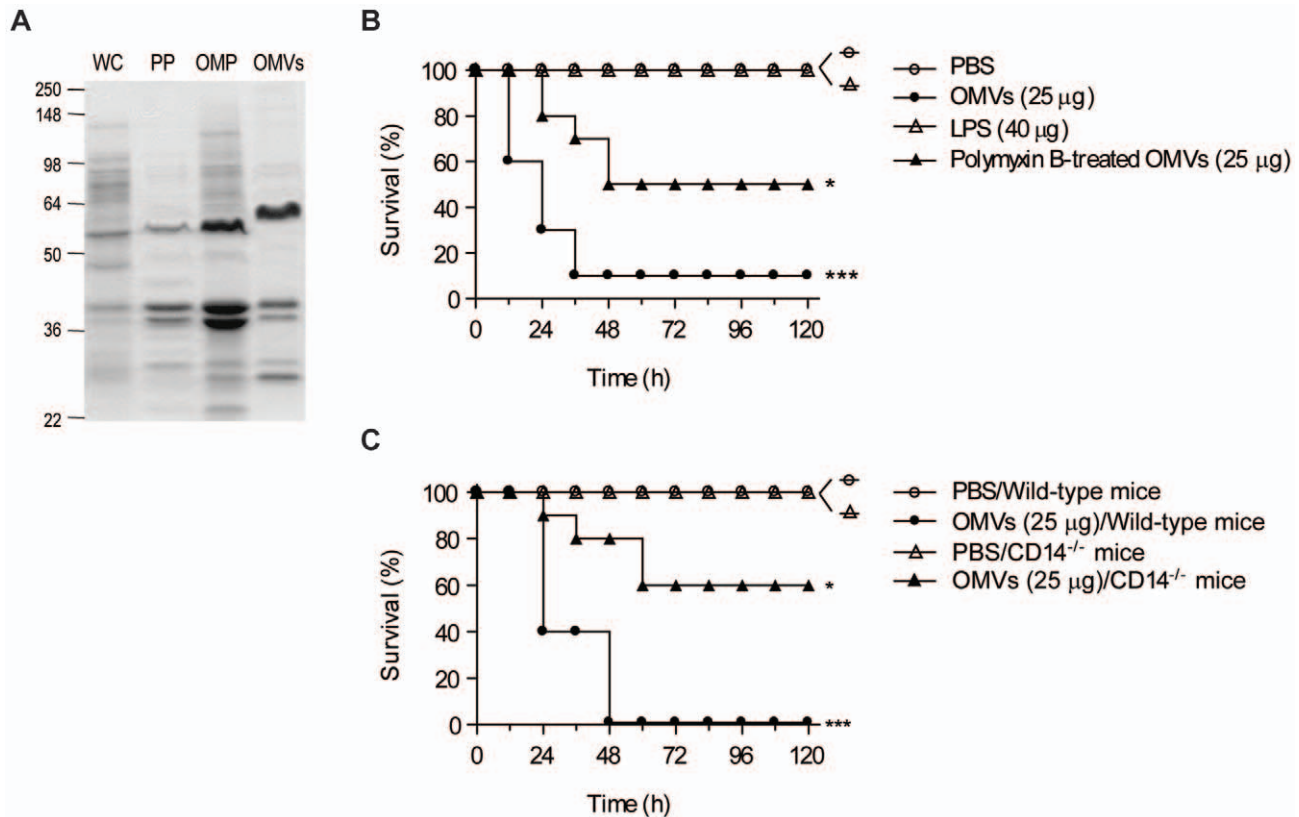 A
WC PP OMP OMVs
250
148
98
64
50
36
22
B
Survival (%)
100
80
60
40
20
0
0 24 48 72 96 120
Time (h)
*
***
PBS
OMVs (25 µg)
LPS (40 µg)
Polymyxin B-treated OMVs (25 µg)
C
Survival (%)
100
80
60
40
20
0
0 24 48 72 96 120
Time (h)
*
***
PBS/Wild-type mice
OMVs (25 µg)/Wild-type mice
PBS/CD14-/- mice
OMVs (25 µg)/CD14-/- mice